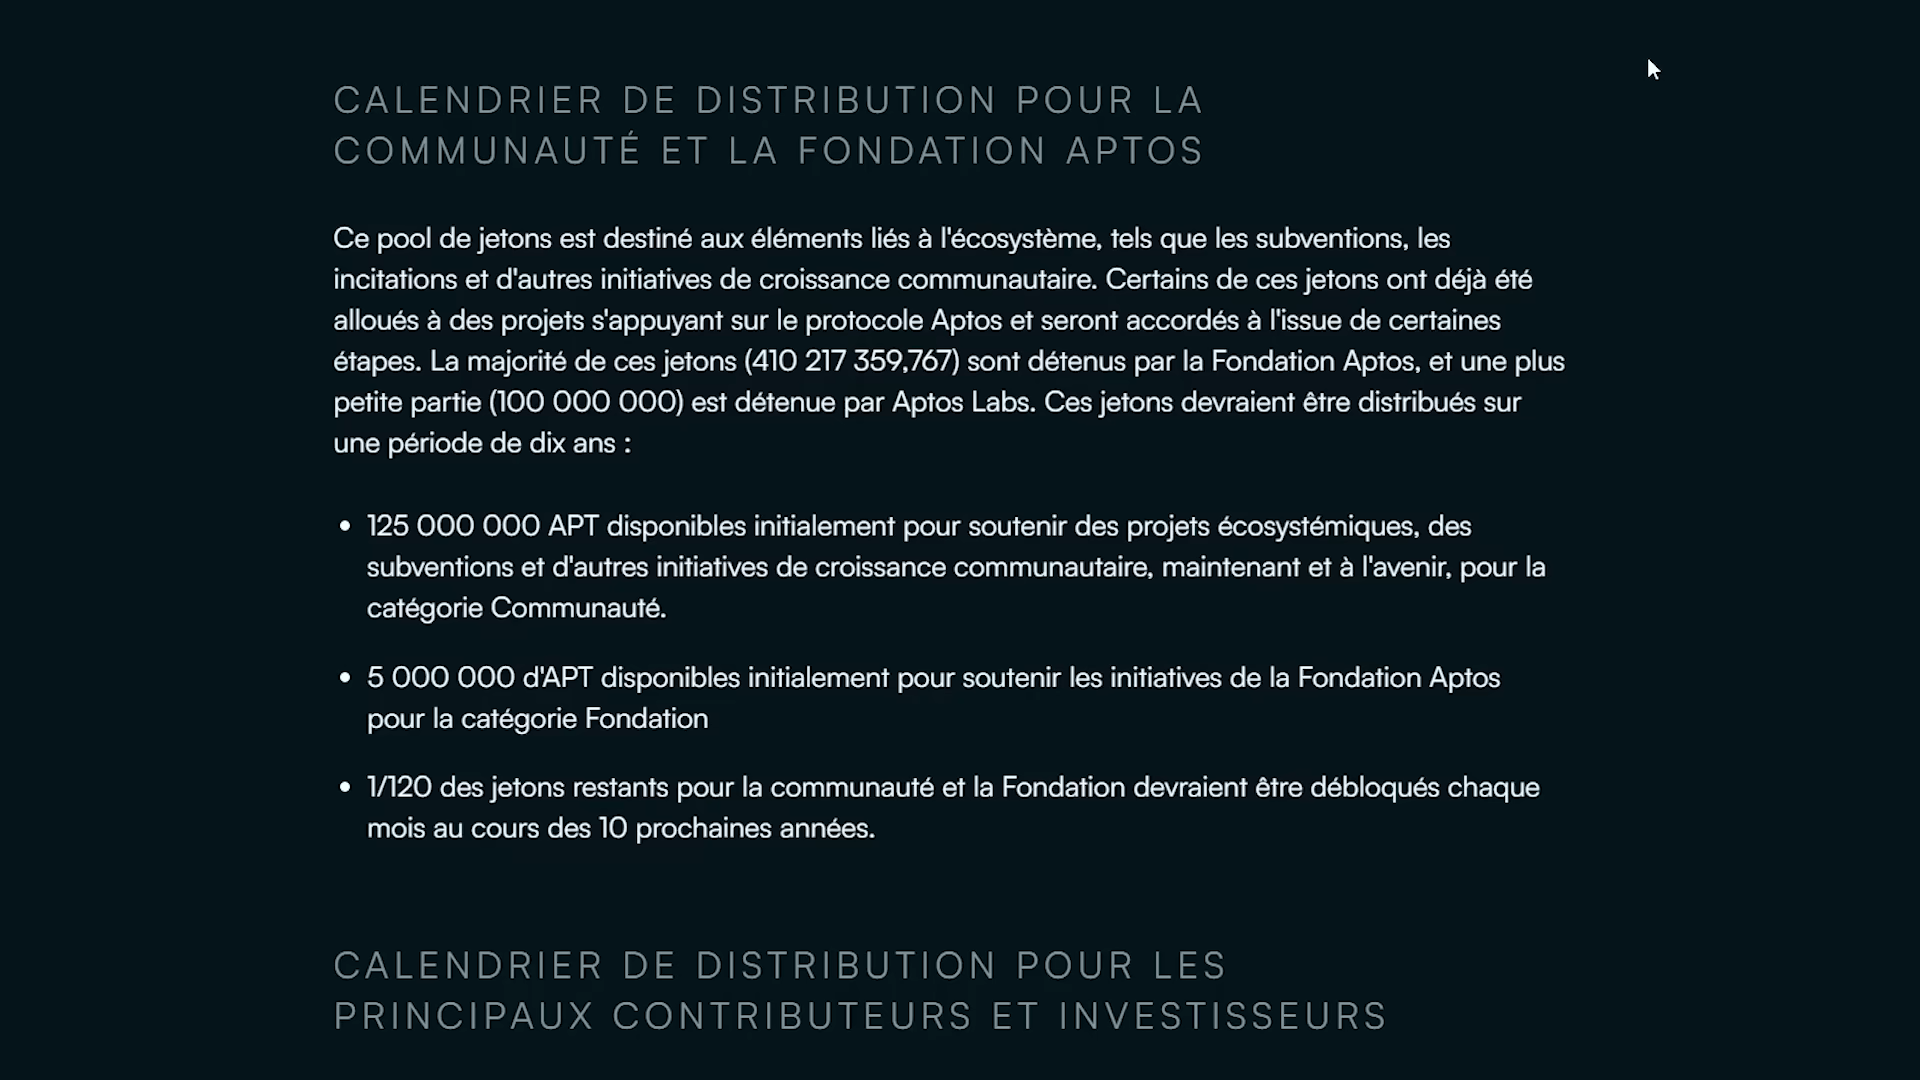 CALENDRIER DE DISTRIBUTION POUR LA
COMMUNAUTÉ ET LA FONDATION APTOS
Ce pool de jetons est destiné aux éléments liés à l'écosystème, tels que les subventions, les
incitations et d'autres initiatives de croissance communautaire. Certains de ces jetons ont déjà été
alloués à des projets s'appuyant sur le protocole Aptos et seront accordés à l'issue de certaines
étapes. La majorité de ces jetons (410 217 359,767) sont détenus par la Fondation Aptos, et une plus
petite partie (100 000 000) est détenue par Aptos Labs. Ces jetons devraient être distribués sur
une période de dix ans :
• 125 000 000 APT disponibles initialement pour soutenir des projets écosystémiques, des
subventions et d'autres initiatives de croissance communautaire, maintenant et à l'avenir, pour la
catégorie Communauté.
• 5 000 000 d'APT disponibles initialement pour soutenir les initiatives de la Fondation Aptos
pour la catégorie Fondation
• 1/120 des jetons restants pour la communauté et la Fondation devraient être débloqués chaque
mois au cours des 10 prochaines années.
CALENDRIER DE DISTRIBUTION POUR LES
PRINCIPAUX CONTRIBUTEURS ET INVESTISSEURS